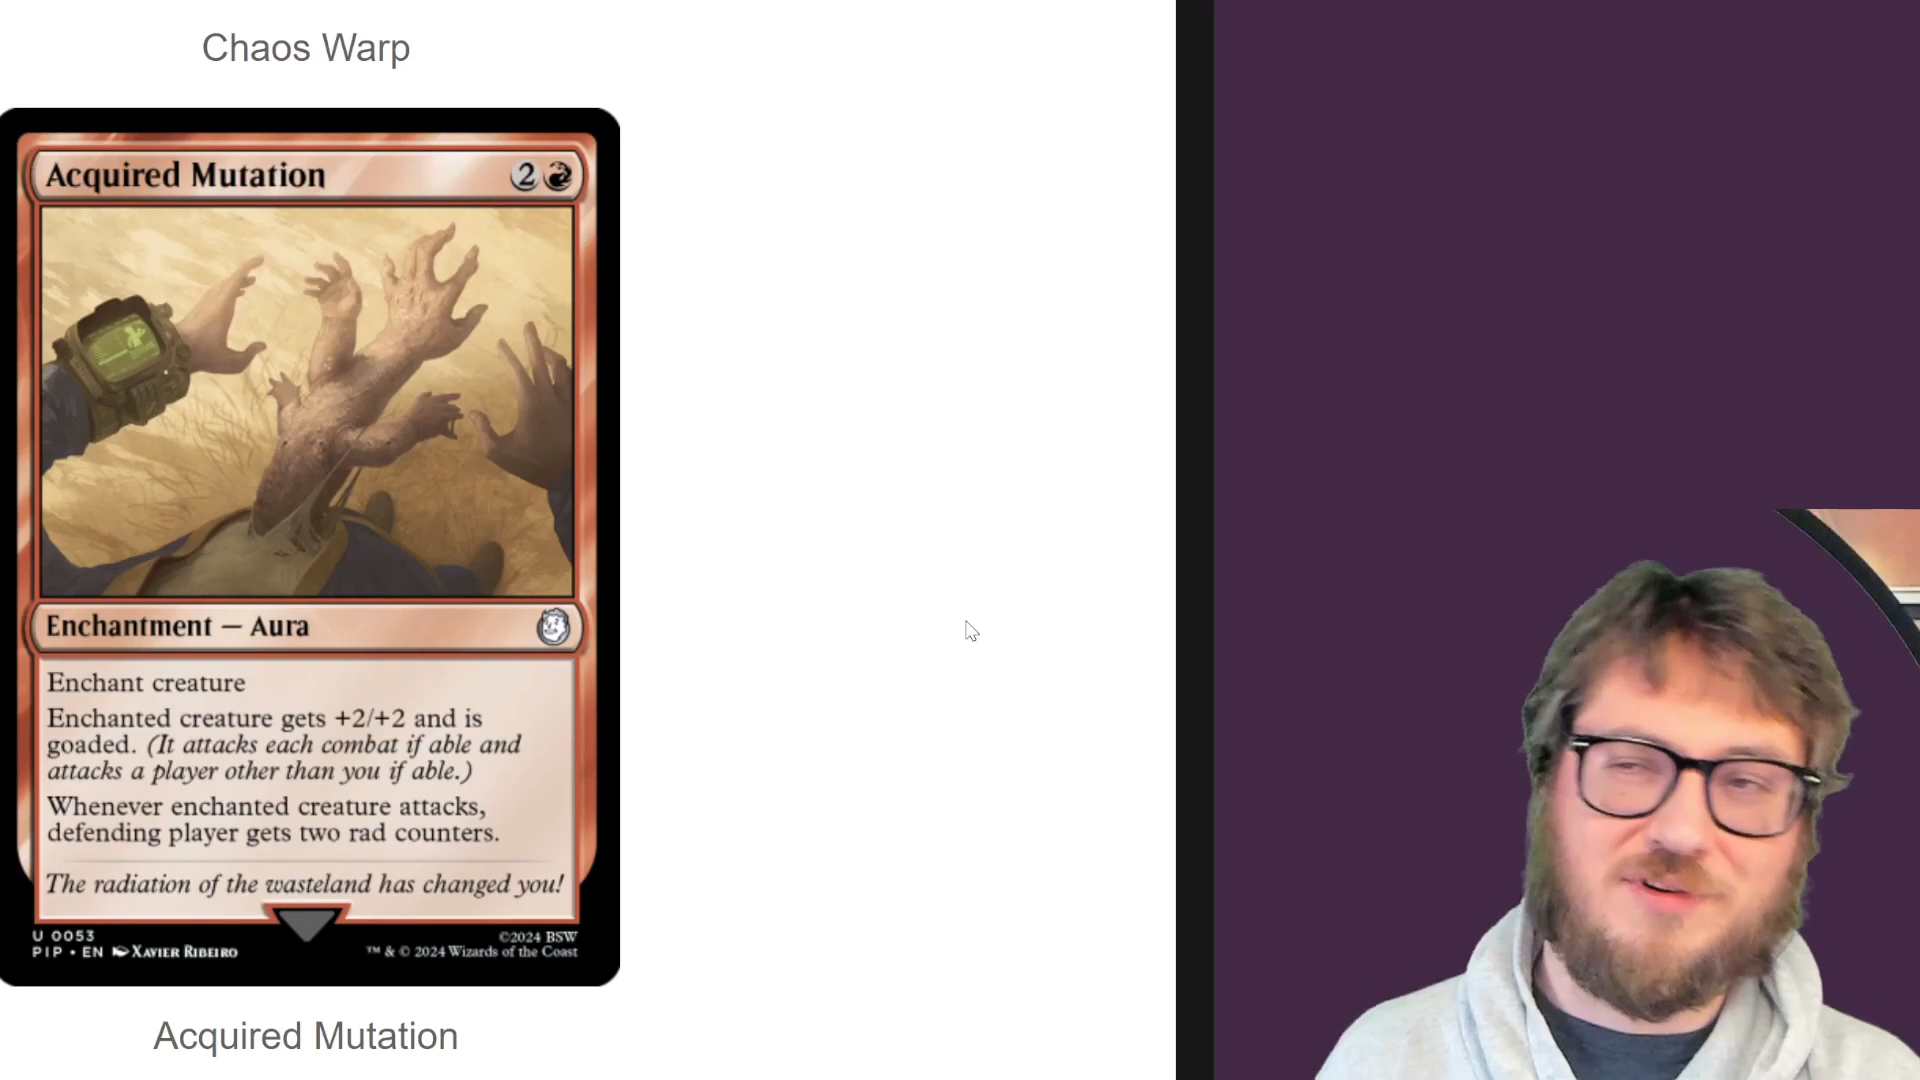 Chaos Warp
Acquired Mutation 2
Enchantment — Aura
Enchant creature
Enchanted creature gets +2/+2 and is
goaded. (It attacks each combat if able and
attacks a player other than you if able.)
Whenever enchanted creature attacks,
defending player gets two rad counters.
The radiation of the wasteland has changed you!
U 0053
©2024 BSW
PIP • EN Xavier Ribeiro
™ & © 2024 Wizards of the Coast
Acquired Mutation